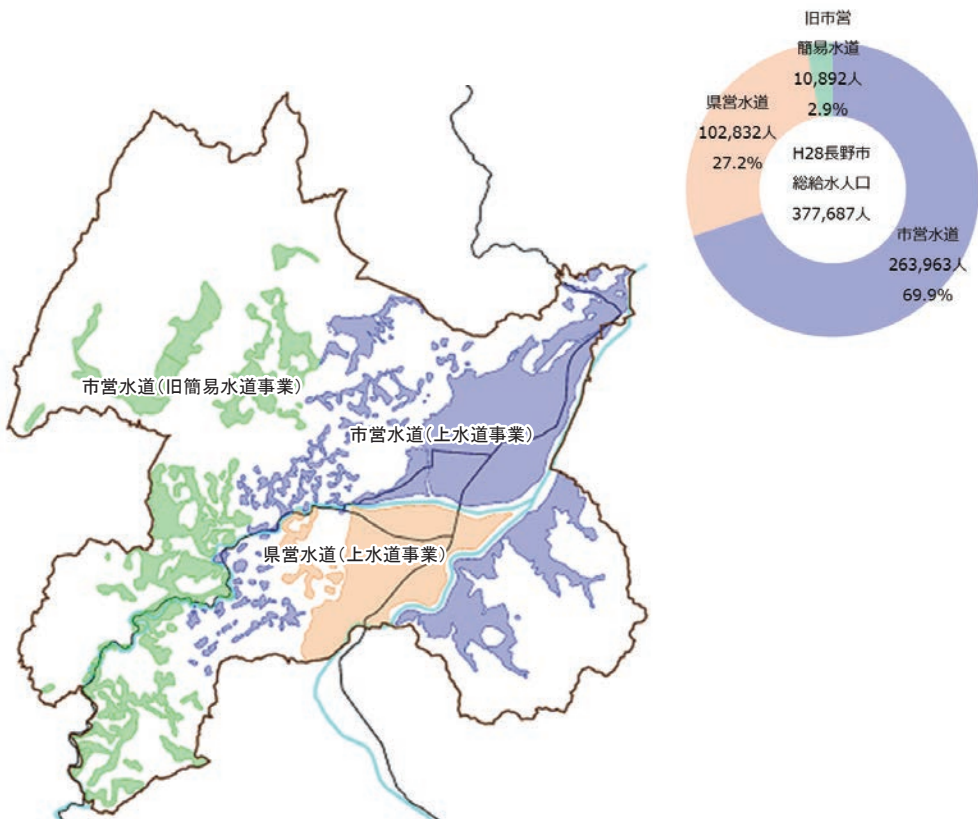 旧市営
簡易水道
10,892人
2.9%
県営水道
102,832人
27.2%
H28長野市
総給水人口
377,687人
市営水道
263,963人
69.9%
市営水道(旧簡易水道事業)
市営水道(上水道事業)
県営水道(上水道事業)